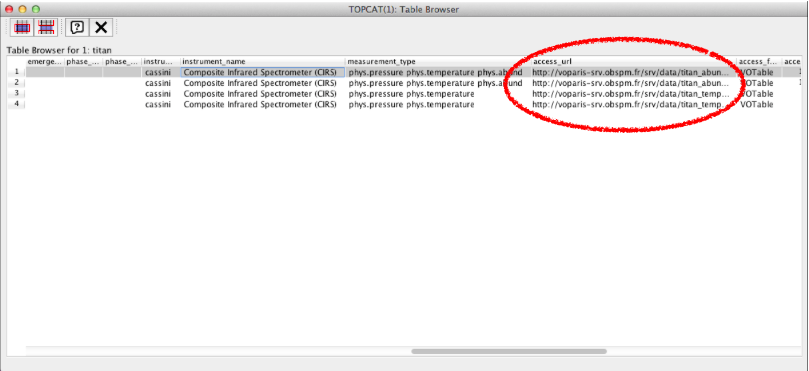 TOPCAT(1): Table Browser
Table Browser for 1: titan
emerge... phase_... phase_... instru... instrument_name measurement_type access_url access_f... acce
1 cassini Composite Infrared Spectrometer (CIRS) phys.pressure phys.temperature phys.abund http://voparis-srv.obspm.fr/srv/data/titan_abun... VOTable
2 cassini Composite Infrared Spectrometer (CIRS) phys.pressure phys.temperature phys.abund http://voparis-srv.obspm.fr/srv/data/titan_abun... VOTable
3 cassini Composite Infrared Spectrometer (CIRS) phys.pressure phys.temperature http://voparis-srv.obspm.fr/srv/data/titan_temp... VOTable
4 cassini Composite Infrared Spectrometer (CIRS) phys.pressure phys.temperature http://voparis-srv.obspm.fr/srv/data/titan_temp... VOTable